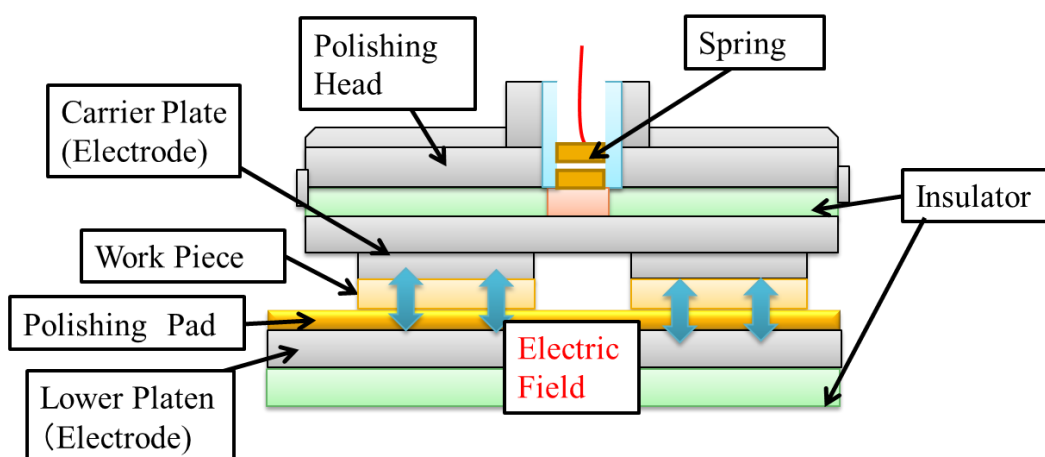 Polishing
Head
Spring
Carrier Plate
(Electrode)
Insulator
Work Piece
Polishing Pad
Electric
Field
Lower Platen
（Electrode)